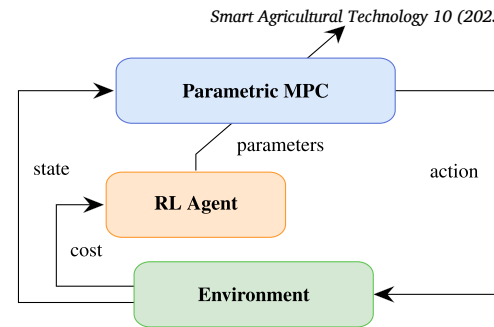 Smart Agricultural Technology 10 (202
Parametric MPC
parameters
state
action
RL Agent
cost
Environment